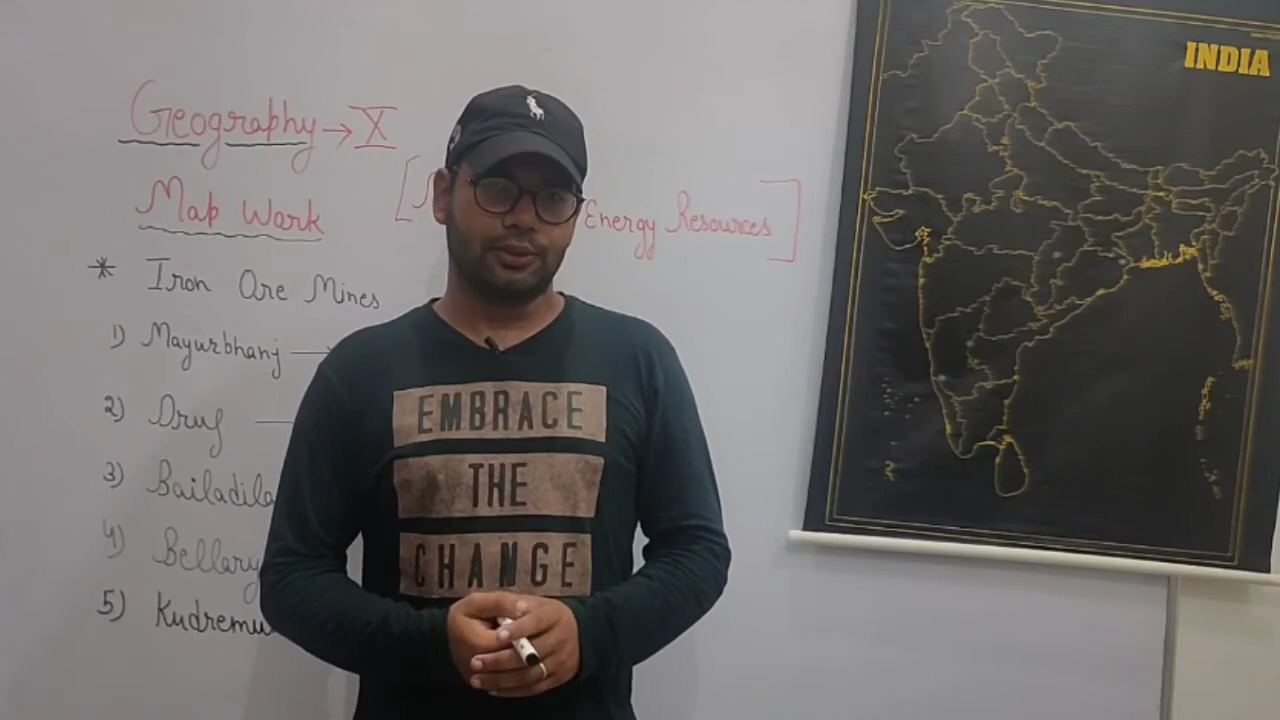 Geography → X
Map Work
[ Energy Resources ]
* Iron Ore Mines
1) Mayurbhanj →
2) Drug —
3) Bailadila
4) Bellary
5) Kudremu
EMBRACE
THE
CHANGE
INDIA